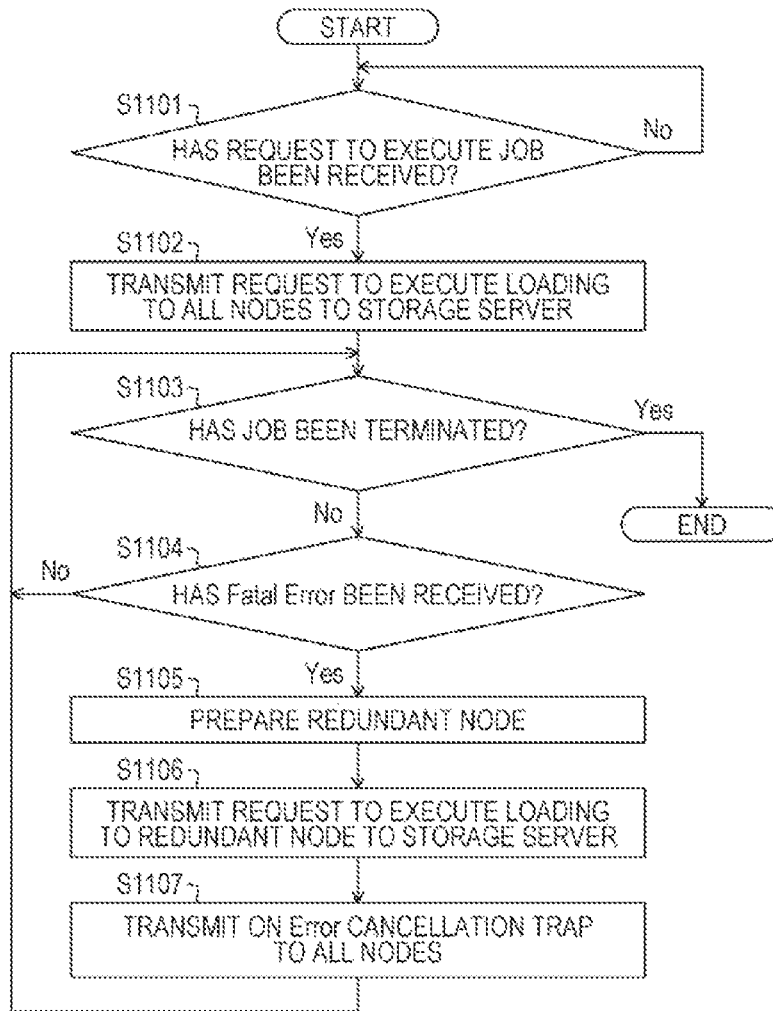 START
S1101
HAS REQUEST TO EXECUTE JOB
BEEN RECEIVED?
No
Yes
S1102
TRANSMIT REQUEST TO EXECUTE LOADING
TO ALL NODES TO STORAGE SERVER
S1103
HAS JOB BEEN TERMINATED?
Yes
No
END
S1104
No
HAS Fatal Error BEEN RECEIVED?
Yes
S1105
PREPARE REDUNDANT NODE
S1106
TRANSMIT REQUEST TO EXECUTE LOADING
TO REDUNDANT NODE TO STORAGE SERVER
S1107
TRANSMIT ON Error CANCELLATION TRAP
TO ALL NODES